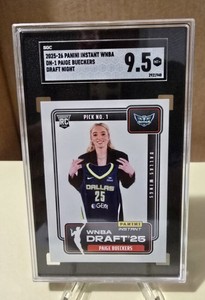 SGC
2025-26 PANINI INSTANT WNBA
DN-1 PAIGE BUECKERS
DRAFT NIGHT
9.5
PICK NO. 1
RC
DALLAS WINGS
DALLAS
25
PANINI
INSTANT
WNBA
DRAFT'25
PAIGE BUECKERS